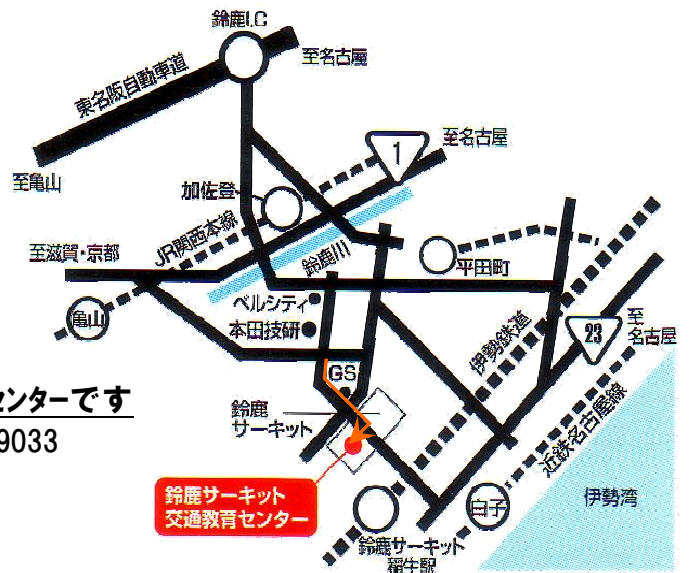 鈴鹿I.C
至名古屋
東名阪自動車道
1
至名古屋
至亀山
加佐登
至滋賀・京都
JR関西本線
鈴鹿川
平田町
ベルシティ
亀山
本田技研
伊勢鉄道
23
至
名古屋
GS
センターです
鈴鹿
サーキット
9033
近鉄名古屋線
鈴鹿サーキット
交通教育センター
白子
伊勢湾
鈴鹿サーキット
稲生駅